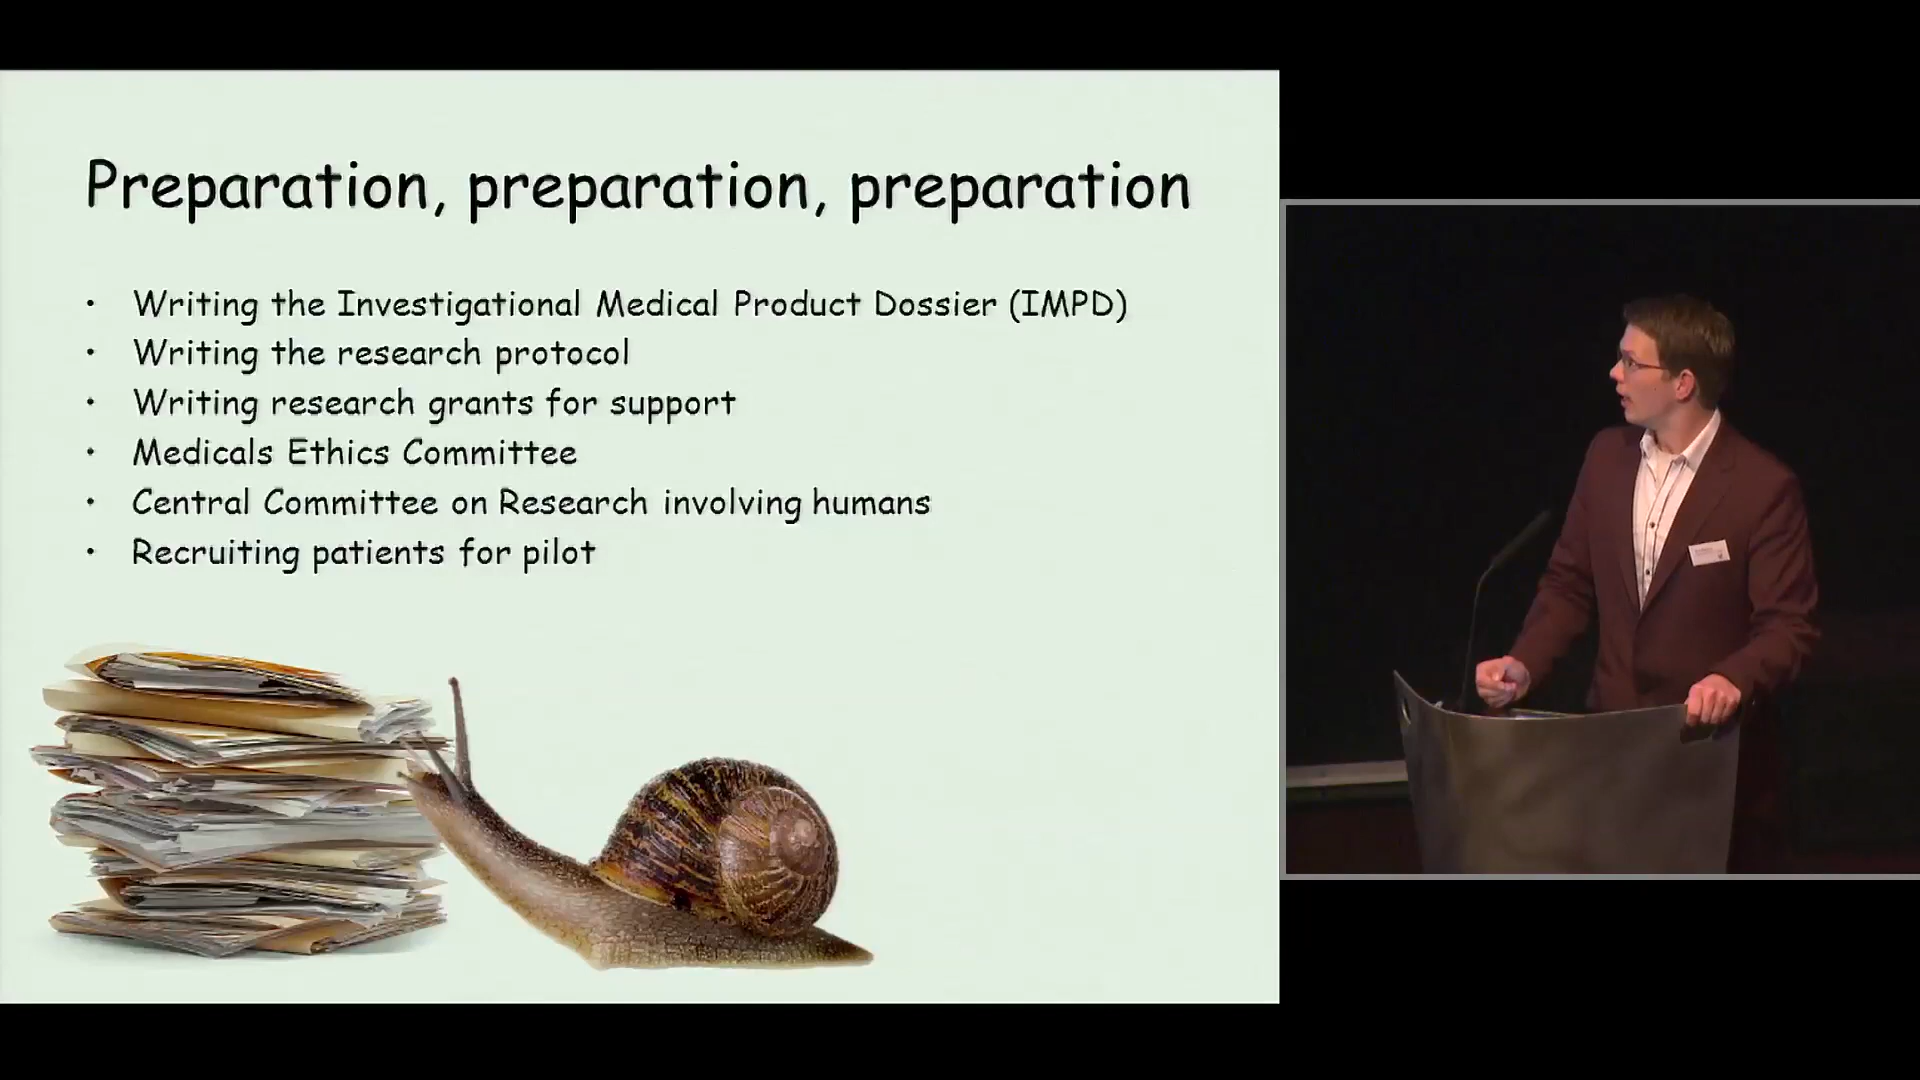 Preparation, preparation, preparation
• Writing the Investigational Medical Product Dossier (IMPD)
• Writing the research protocol
• Writing research grants for support
• Medicals Ethics Committee
• Central Committee on Research involving humans
• Recruiting patients for pilot